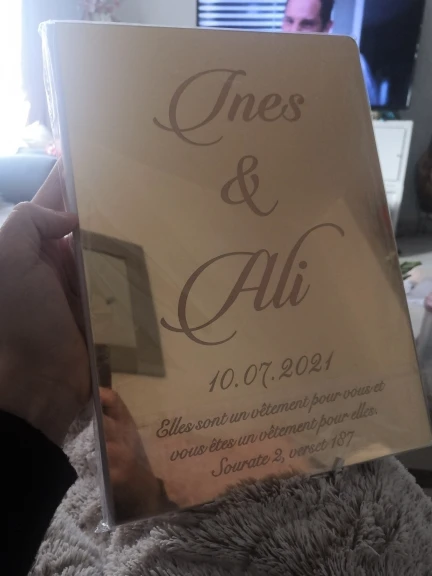 Ines
&
Ali
10.07.2021
Elles sont un vêtement pour vous et
vous êtes un vêtement pour elles.
Sourate 2, verset 187